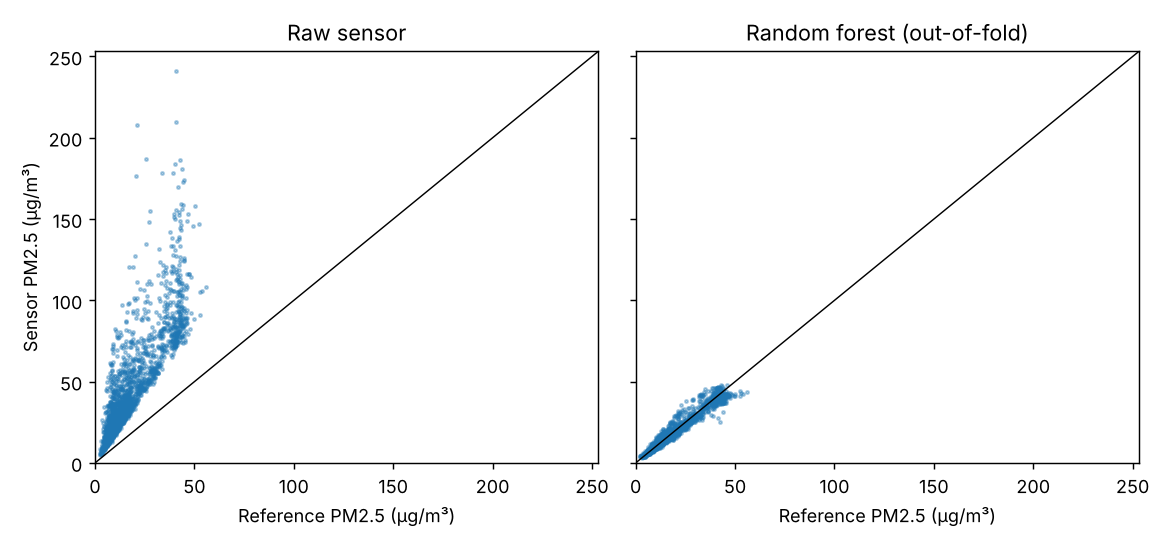 Raw sensor
Random forest (out-of-fold)
Sensor PM2.5 (µg/m³)
250
200
150
100
50
0
0 50 100 150 200 250
0 50 100 150 200 250
Reference PM2.5 (µg/m³)
Reference PM2.5 (µg/m³)